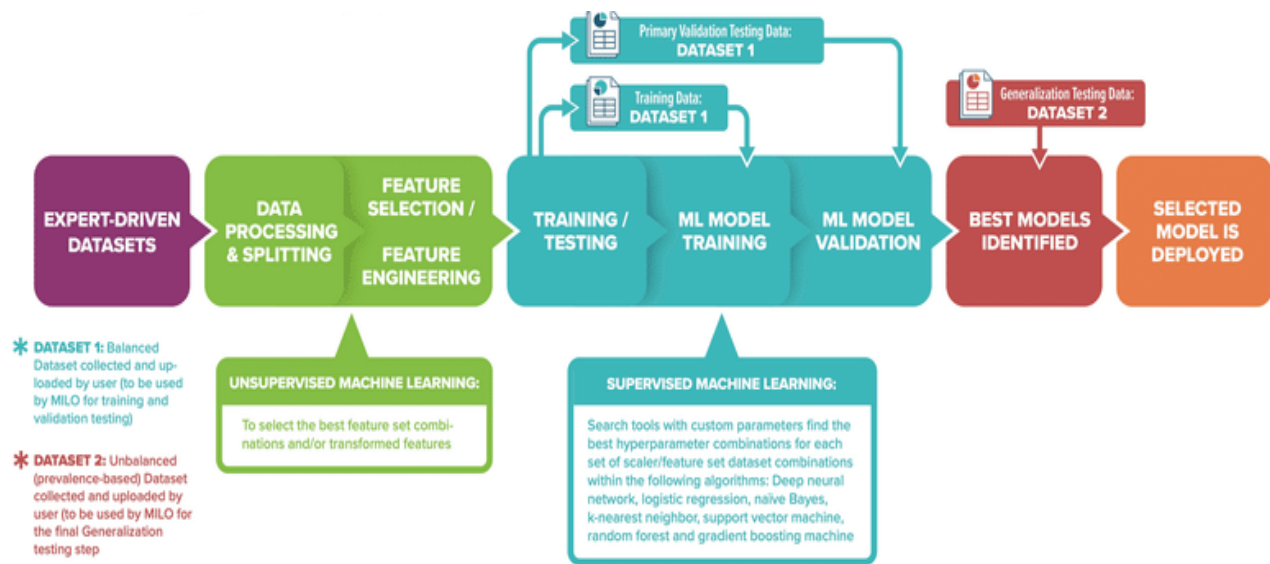 Primary Validation Testing Data:
DATASET 1
Training Data:
DATASET 1
Generalization Testing Data:
DATASET 2
EXPERT-DRIVEN
DATASETS
DATA
PROCESSING
& SPLITTING
FEATURE
SELECTION /
FEATURE
ENGINEERING
TRAINING /
TESTING
ML MODEL
TRAINING
ML MODEL
VALIDATION
BEST MODELS
IDENTIFIED
SELECTED
MODEL IS
DEPLOYED
* DATASET 1: Balanced
Dataset collected and up-
loaded by user (to be used
by MILO for training and
validation testing)
* DATASET 2: Unbalanced
(prevalence-based) Dataset
collected and uploaded by
user (to be used by MILO for
the final Generalization
testing step
UNSUPERVISED MACHINE LEARNING:
To select the best feature set combi-
nations and/or transformed features
SUPERVISED MACHINE LEARNING:
Search tools with custom parameters find the
best hyperparameter combinations for each
set of scaler/feature set dataset combinations
within the following algorithms: Deep neural
network, logistic regression, naïve Bayes,
k-nearest neighbor, support vector machine,
random forest and gradient boosting machine